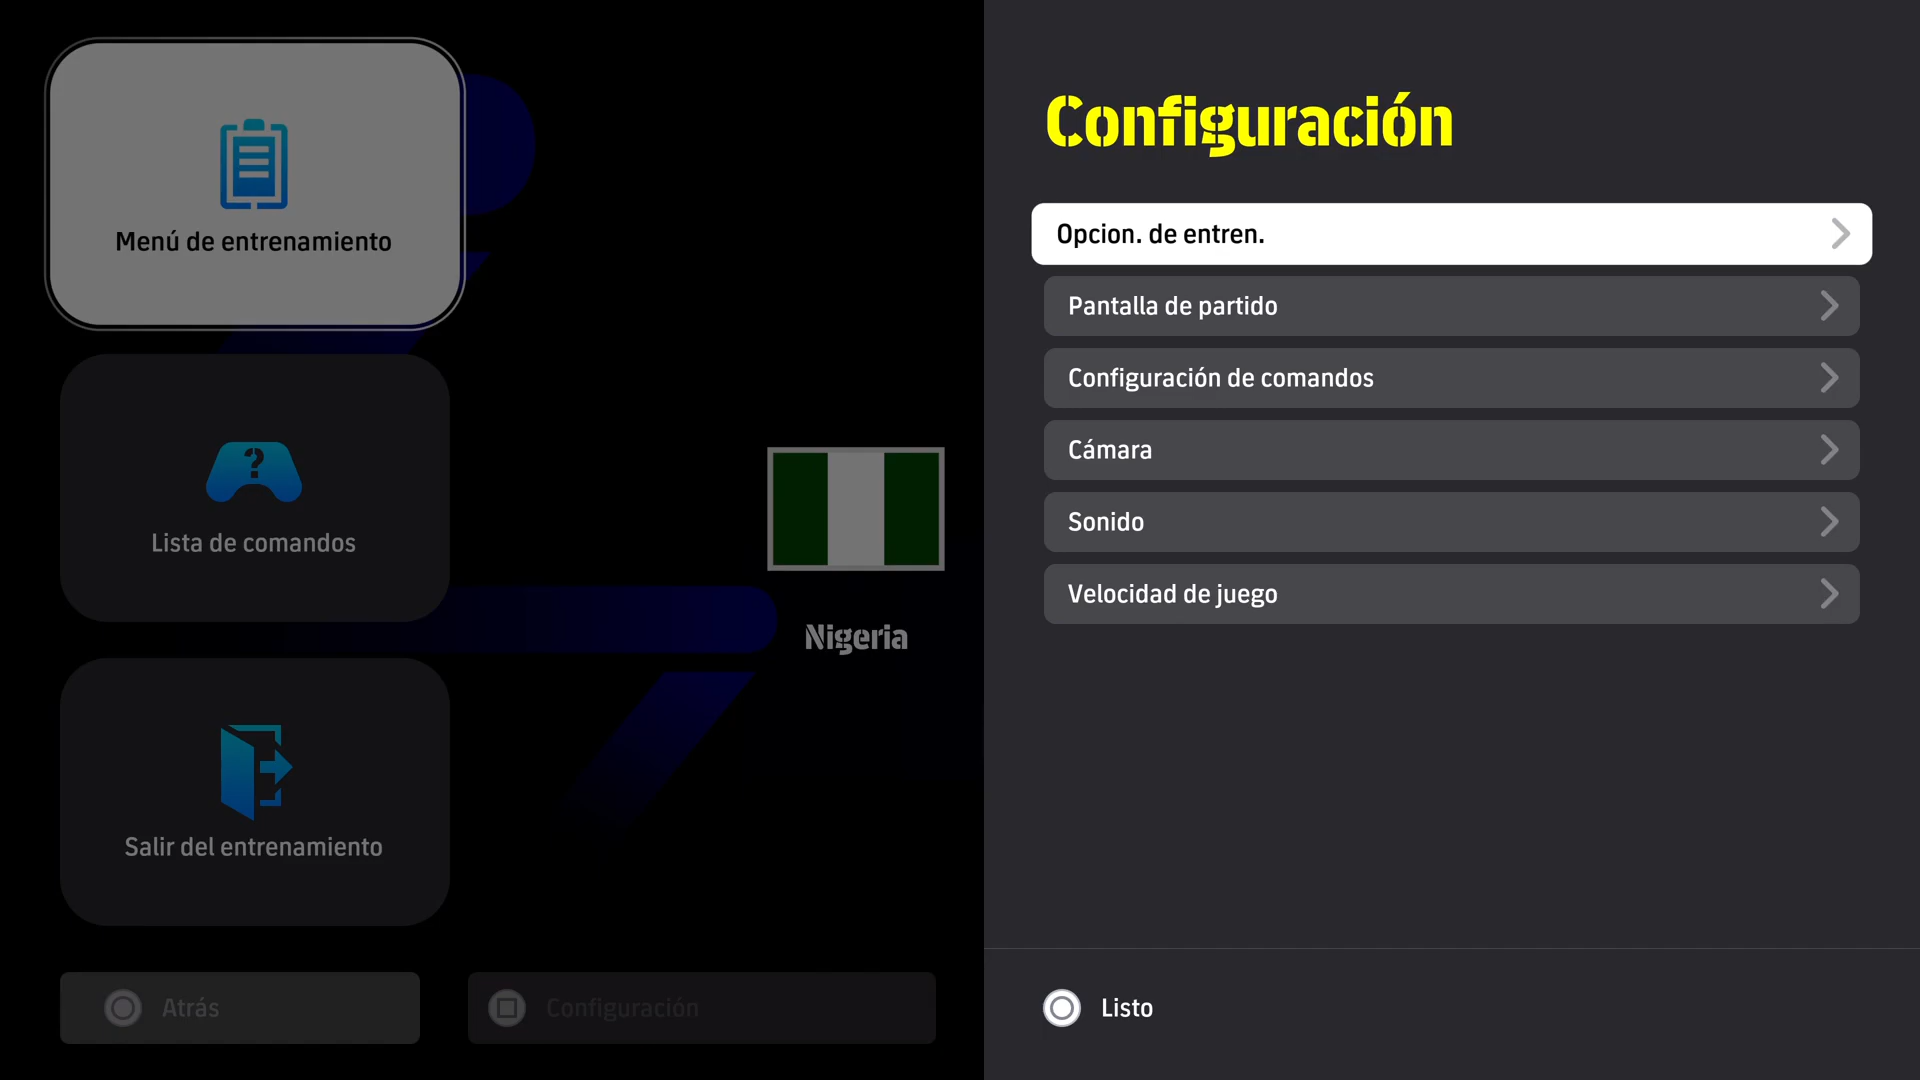 Menú de entrenamiento
Lista de comandos
Salir del entrenamiento
Nigeria
Atrás
Configuración
Configuración
Opcion. de entren.
Pantalla de partido
Configuración de comandos
Cámara
Sonido
Velocidad de juego
Listo